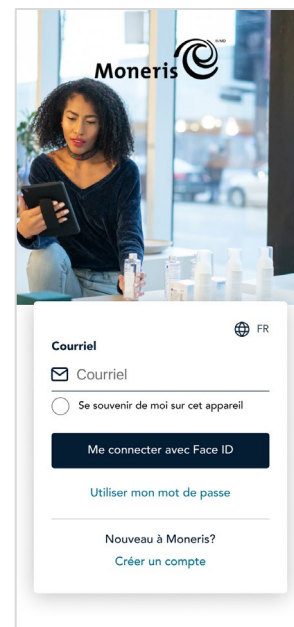 Moneris
FR
Courriel
Courriel
Se souvenir de moi sur cet appareil
Me connecter avec Face ID
Utiliser mon mot de passe
Nouveau à Moneris?
Créer un compte